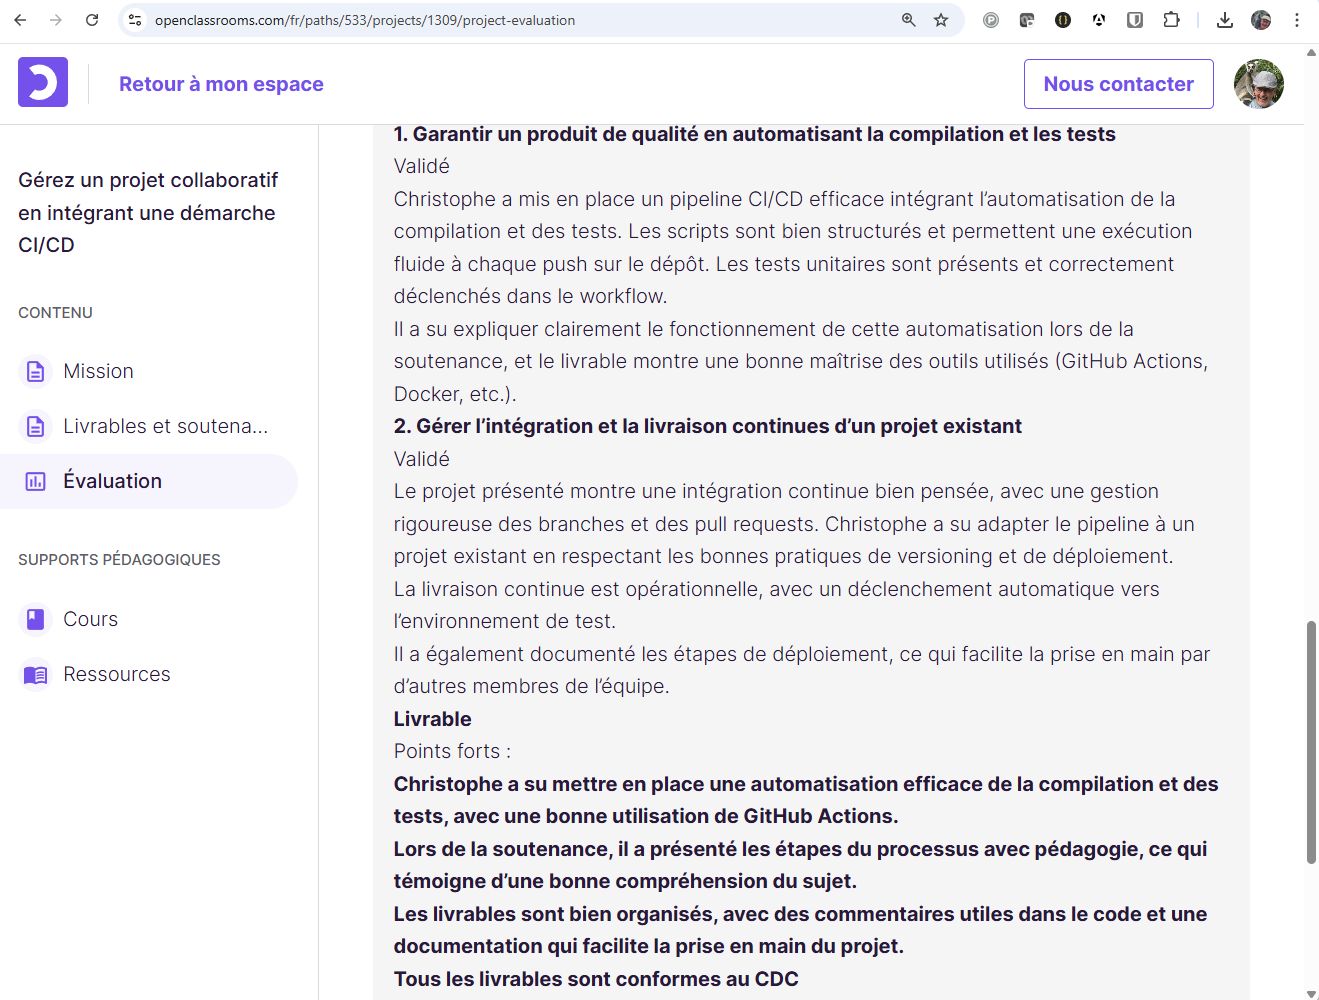 openclassrooms.com/fr/paths/533/projects/1309/project-evaluation
Retour à mon espace
Nous contacter
Gérez un projet collaboratif
en intégrant une démarche
CI/CD
CONTENU
Mission
Livrables et soutena...
Évaluation
SUPPORTS PÉDAGOGIQUES
Cours
Ressources
1. Garantir un produit de qualité en automatisant la compilation et les tests
Validé
Christophe a mis en place un pipeline CI/CD efficace intégrant l’automatisation de la
compilation et des tests. Les scripts sont bien structurés et permettent une exécution
fluide à chaque push sur le dépôt. Les tests unitaires sont présents et correctement
déclenchés dans le workflow.
Il a su expliquer clairement le fonctionnement de cette automatisation lors de la
soutenance, et le livrable montre une bonne maîtrise des outils utilisés (GitHub Actions,
Docker, etc.).
2. Gérer l’intégration et la livraison continues d’un projet existant
Validé
Le projet présenté montre une intégration continue bien pensée, avec une gestion
rigoureuse des branches et des pull requests. Christophe a su adapter le pipeline à un
projet existant en respectant les bonnes pratiques de versioning et de déploiement.
La livraison continue est opérationnelle, avec un déclenchement automatique vers
l’environnement de test.
Il a également documenté les étapes de déploiement, ce qui facilite la prise en main par
d’autres membres de l’équipe.
Livrable
Points forts :
Christophe a su mettre en place une automatisation efficace de la compilation et des
tests, avec une bonne utilisation de GitHub Actions.
Lors de la soutenance, il a présenté les étapes du processus avec pédagogie, ce qui
témoigne d’une bonne compréhension du sujet.
Les livrables sont bien organisés, avec des commentaires utiles dans le code et une
documentation qui facilite la prise en main du projet.
Tous les livrables sont conformes au CDC